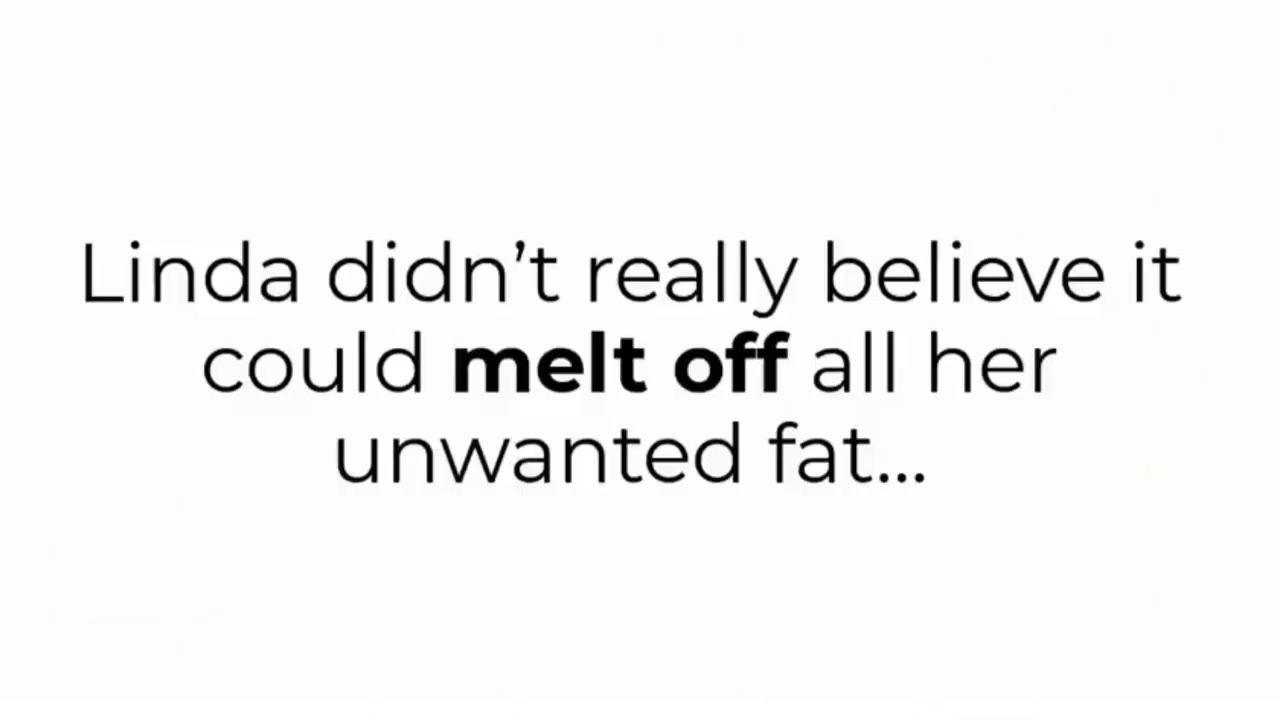 Linda didn’t really believe it
could melt off all her
unwanted fat...